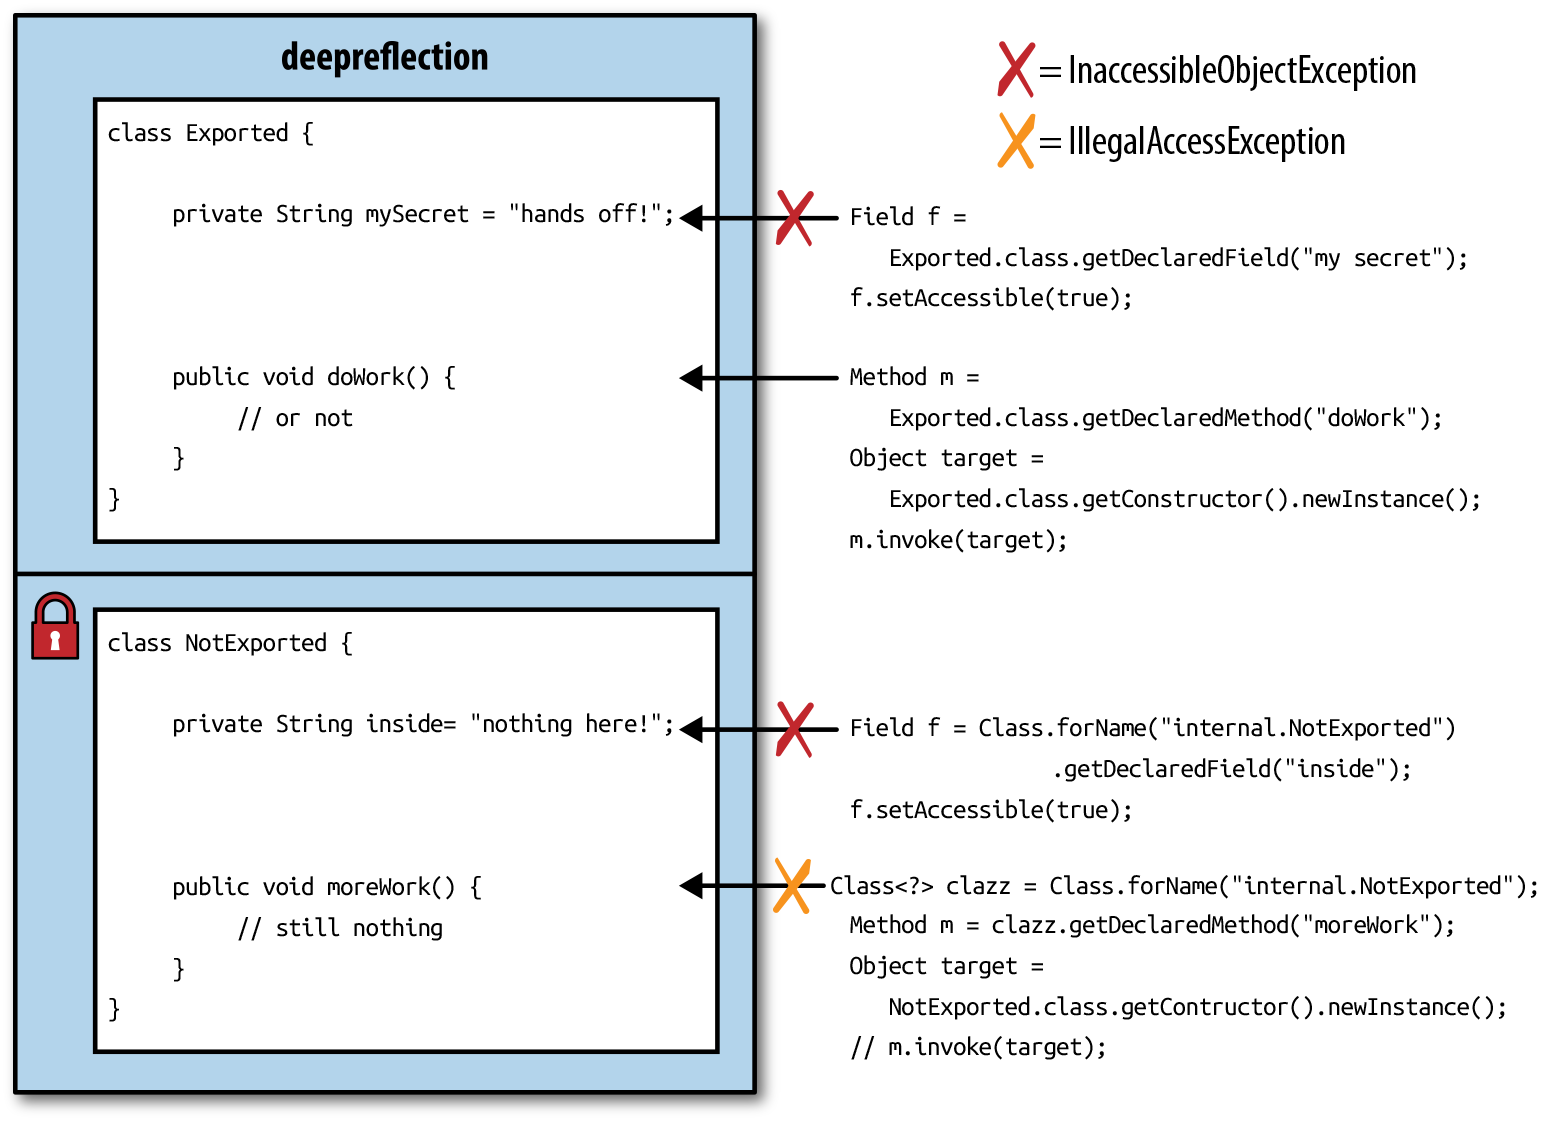 deepreflection
class Exported {
private String mySecret = "hands off!";
public void doWork() {
// or not
}
}
class NotExported {
private String inside= "nothing here!";
public void moreWork() {
// still nothing
}
}
= InaccessibleObjectException
= IllegalAccessException
Field f =
Exported.class.getDeclaredField("my secret");
f.setAccessible(true);
Method m =
Exported.class.getDeclaredMethod("doWork");
Object target =
Exported.class.getConstructor().newInstance();
m.invoke(target);
Field f = Class.forName("internal.NotExported")
.getDeclaredField("inside");
f.setAccessible(true);
Class<?> clazz = Class.forName("internal.NotExported");
Method m = clazz.getDeclaredMethod("moreWork");
Object target =
NotExported.class.getContructor().newInstance();
// m.invoke(target);